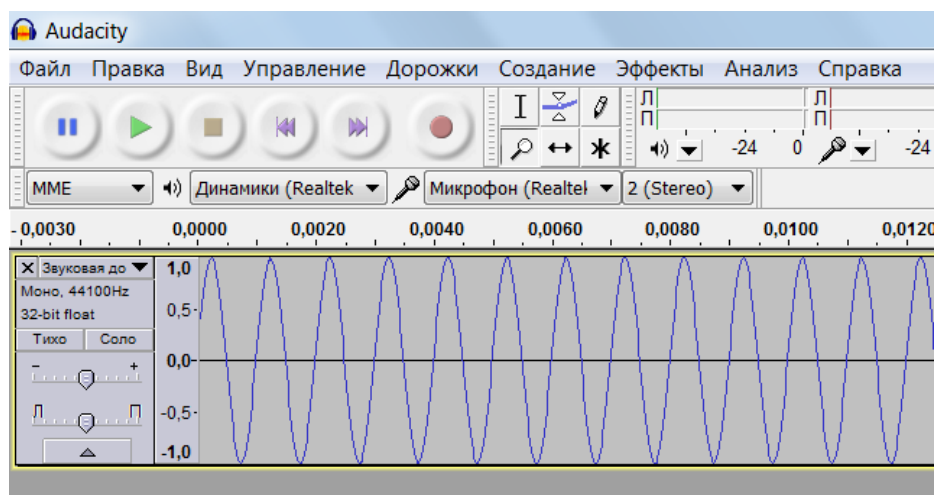 Audacity
Файл Правка Вид Управление Дорожки Создание Эффекты Анализ Справка
Л Л
П П
-24 0 -24
MME Динамики (Realtek Микрофон (Realtel 2 (Stereo)
- 0,0030 0,0000 0,0020 0,0040 0,0060 0,0080 0,0100 0,0120
Звуковая до 1,0
Моно, 44100Hz
32-bit float 0,5
Тихо Соло
- + 0,0
Л П -0,5
-1,0